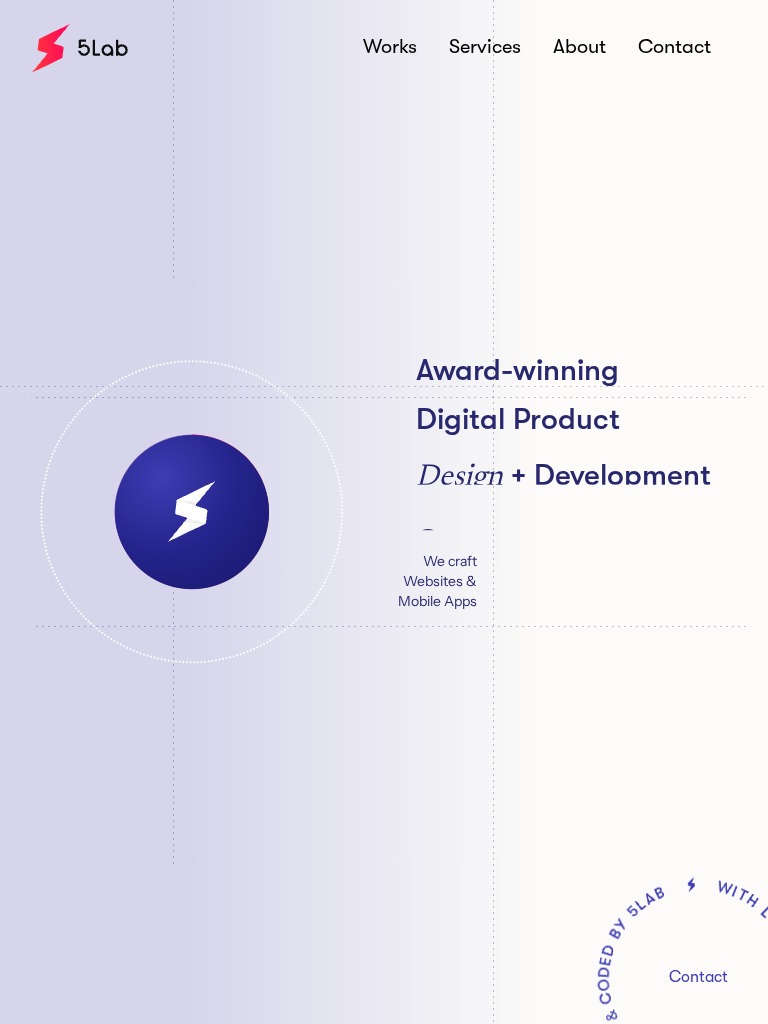 5Lab
Works
Services
About
Contact
Award-winning
Digital Product
Design + Development
We craft
Websites &
Mobile Apps
& CODED BY 5LAB
WITH
Contact